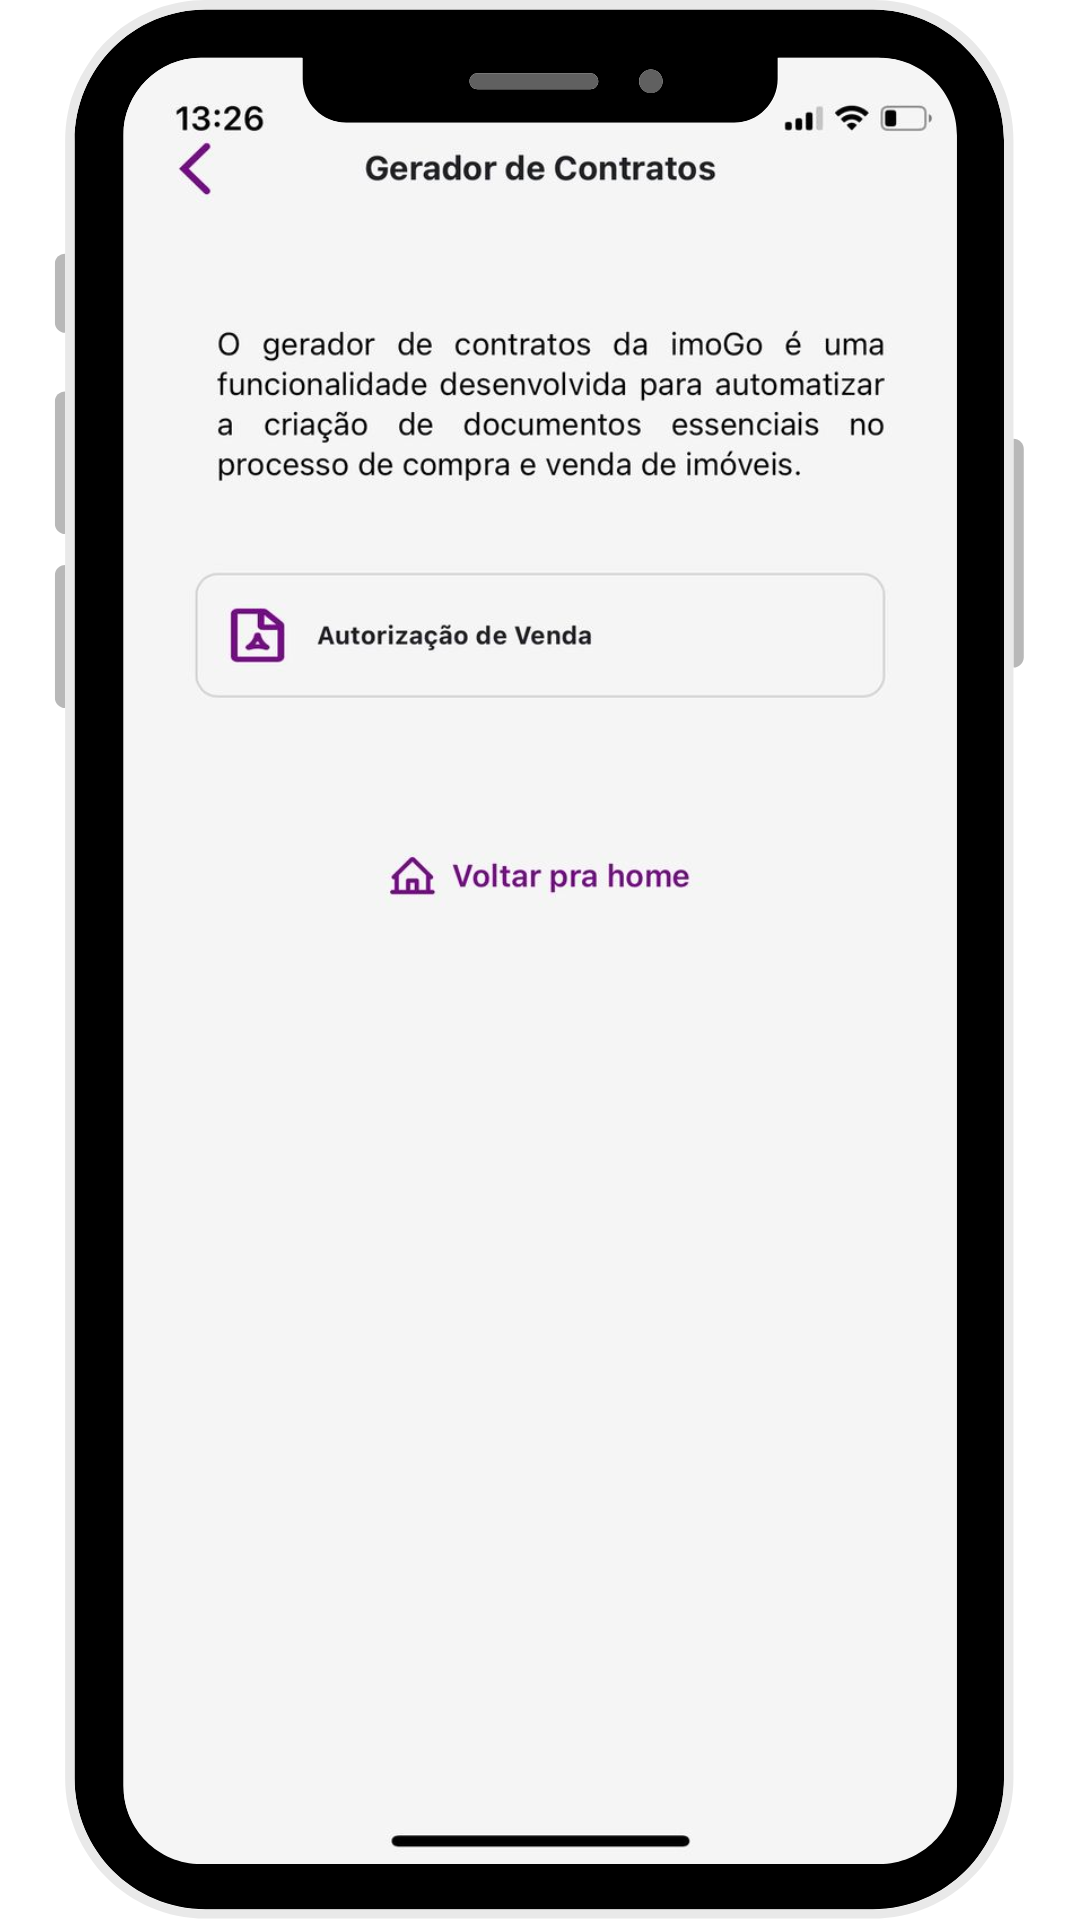 13:26
Gerador de Contratos
O gerador de contratos da imoGo é uma
funcionalidade desenvolvida para automatizar
a criação de documentos essenciais no
processo de compra e venda de imóveis.
Autorização de Venda
Voltar pra home